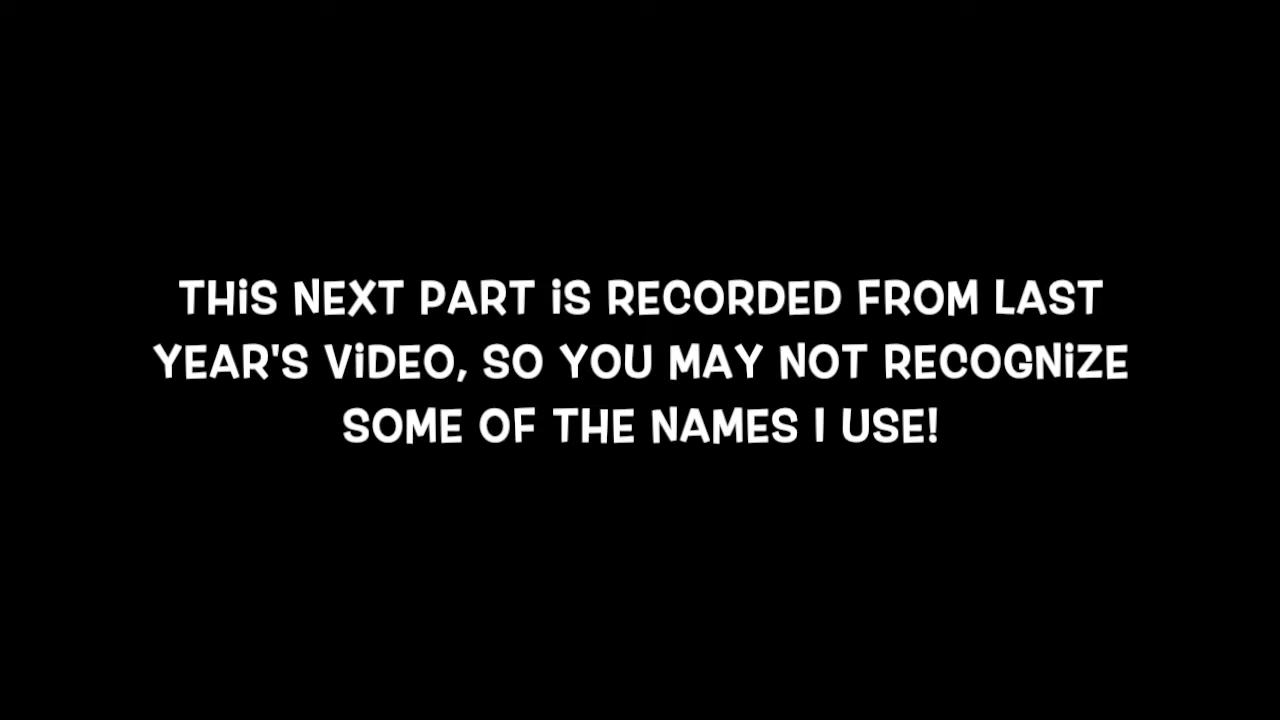 THiS NEXT PART iS RECORDED FROM LAST
YEAR'S ViDEO, SO YOU MAY NOT RECOGNiZE
SOME OF THE NAMES I USE!